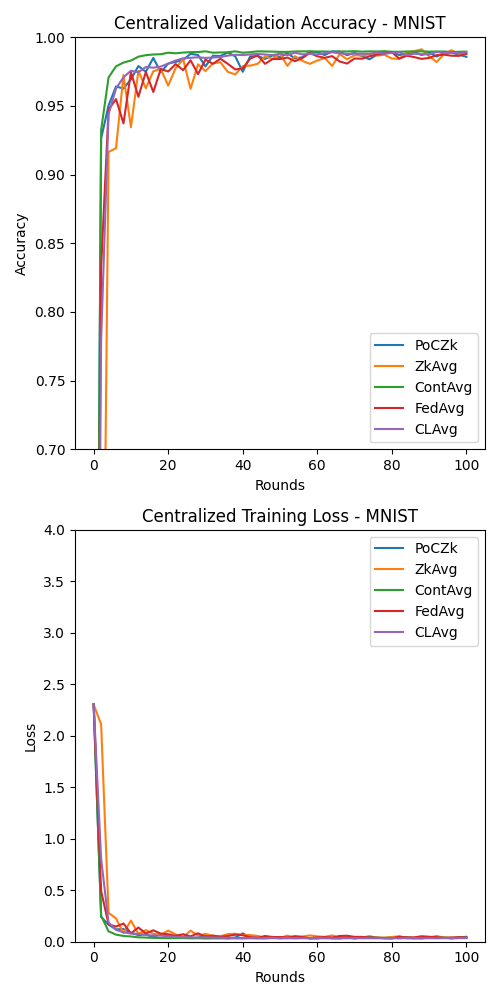 Centralized Validation Accuracy - MNIST
1.00
0.95
0.90
0.85
0.80
0.75
0.70
Accuracy
PoCZk
ZkAvg
ContAvg
FedAvg
CLAvg
0 20 40 60 80 100
Rounds
Centralized Training Loss - MNIST
4.0
3.5
3.0
2.5
2.0
1.5
1.0
0.5
0.0
Loss
PoCZk
ZkAvg
ContAvg
FedAvg
CLAvg
0 20 40 60 80 100
Rounds